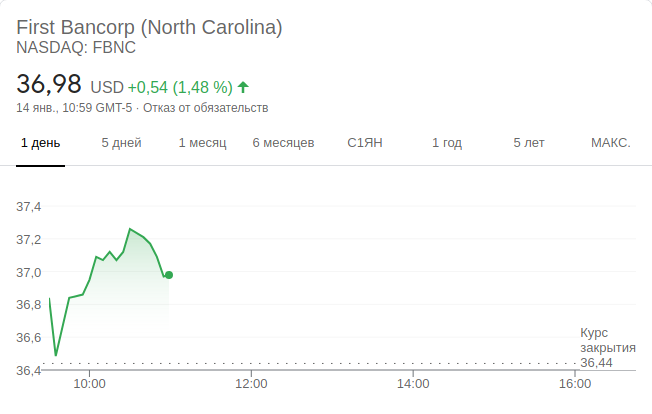 First Bancorp (North Carolina)
NASDAQ: FBNC
36,98 USD +0,54 (1,48 %)
14 янв., 10:59 GMT-5 · Отказ от обязательств
1 день 5 дней 1 месяц 6 месяцев С1ЯН 1 год 5 лет МАКС.
37,4
37,2
37,0
36,8
36,6
36,4
Курс
закрытия
36,44
10:00 12:00 14:00 16:00